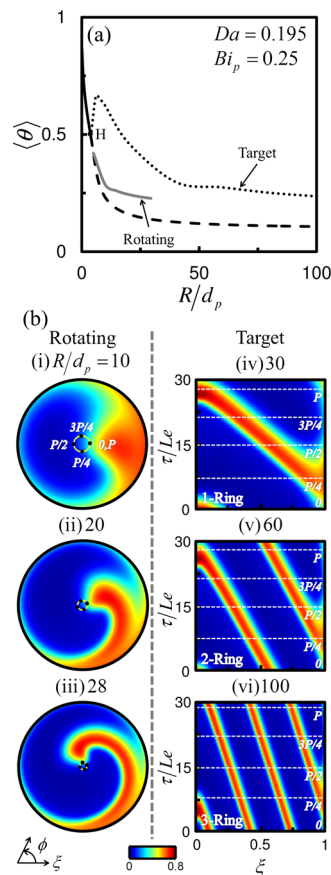 1
(a)
Da = 0.195
Bi_p = 0.25
⟨θ⟩
0.5
H
Target
Rotating
0
0
50
100
R/d_p
(b)
Rotating
Target
(i) R/d_p = 10
(iv) 30
3P/4
P/2
0,P
P/4
30
τ/Le
15
0
P
3P/4
P/2
P/4
0
1-Ring
(ii) 20
(v) 60
30
τ/Le
15
0
P
3P/4
P/2
P/4
0
2-Ring
(iii) 28
(vi) 100
30
τ/Le
15
0
P
3P/4
P/2
P/4
0
3-Ring
0
0.5
1
ξ
ϕ
ξ
0
0.8